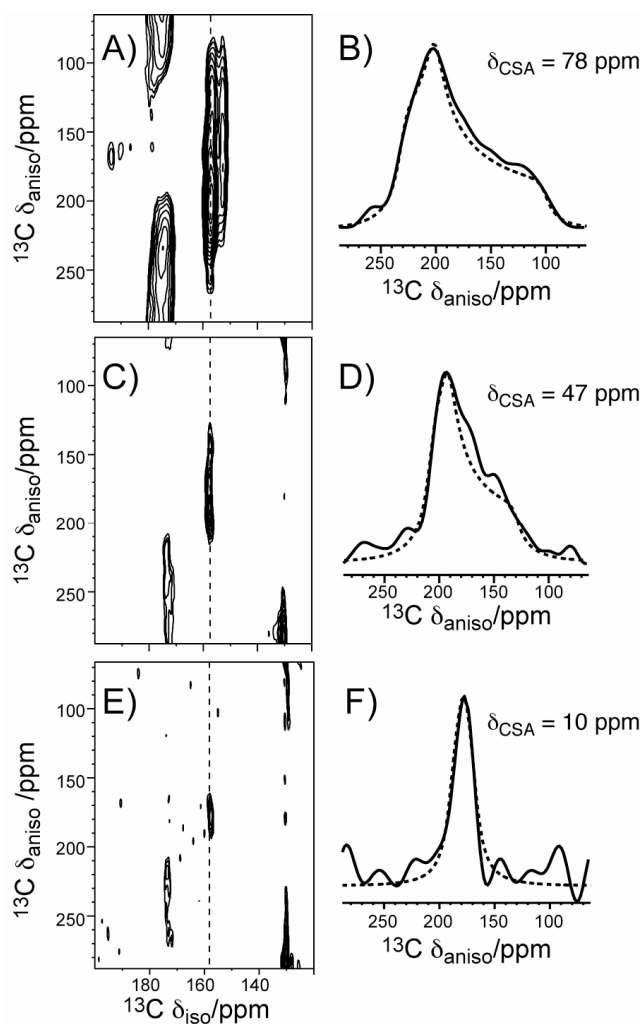 A)
100
150
200
250
13C δaniso/ppm
B)
δCSA = 78 ppm
250 200 150 100
13C δaniso/ppm
C)
100
150
200
250
13C δaniso/ppm
D)
δCSA = 47 ppm
250 200 150 100
13C δaniso/ppm
E)
100
150
200
250
13C δaniso /ppm
180 160 140
13C δiso/ppm
F)
δCSA = 10 ppm
250 200 150 100
13C δaniso/ppm